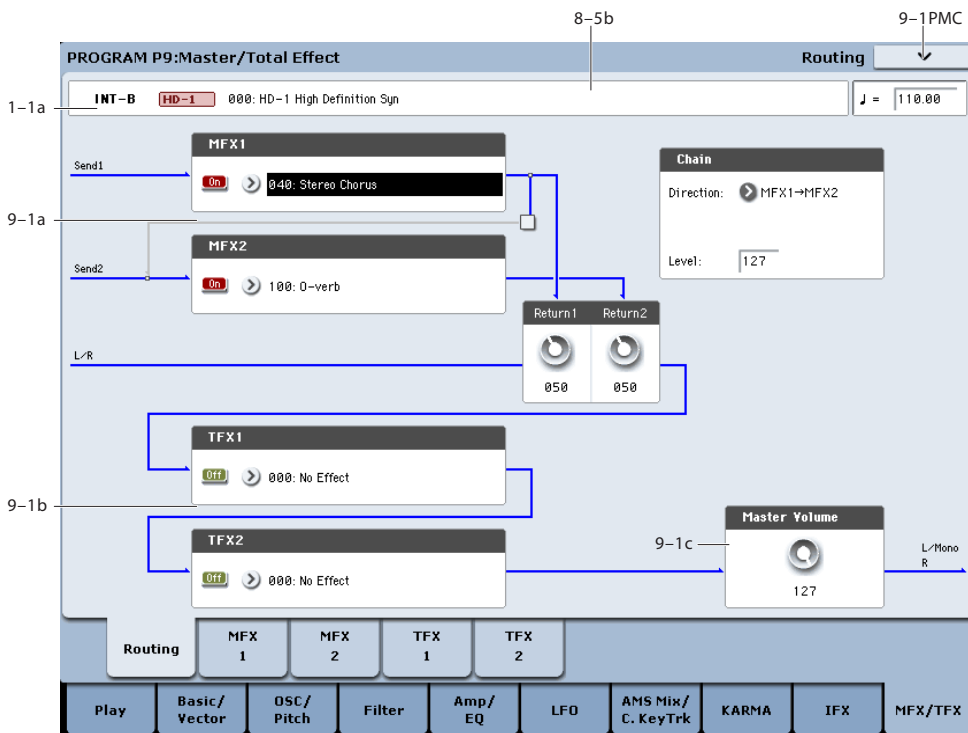 8–5b
9–1PMC
PROGRAM P9:Master/Total Effect
Routing
1–1a
INT-B HD-1 000: HD-1 High Definition Syn
♩ = 110.00
MFX1
Send1
On 040: Stereo Chorus
Chain
Direction: MFX1→MFX2
Level: 127
9–1a
MFX2
Send2
On 100: O-verb
Return1 Return2
050 050
L/R
TFX1
Off 000: No Effect
9–1b
TFX2
Off 000: No Effect
9–1c
Master Volume
127
L/Mono
R
Routing
MFX
1
MFX
2
TFX
1
TFX
2
Play
Basic/
Vector
OSC/
Pitch
Filter
Amp/
EQ
LFO
AMS Mix/
C. KeyTrk
KARMA
IFX
MFX/TFX